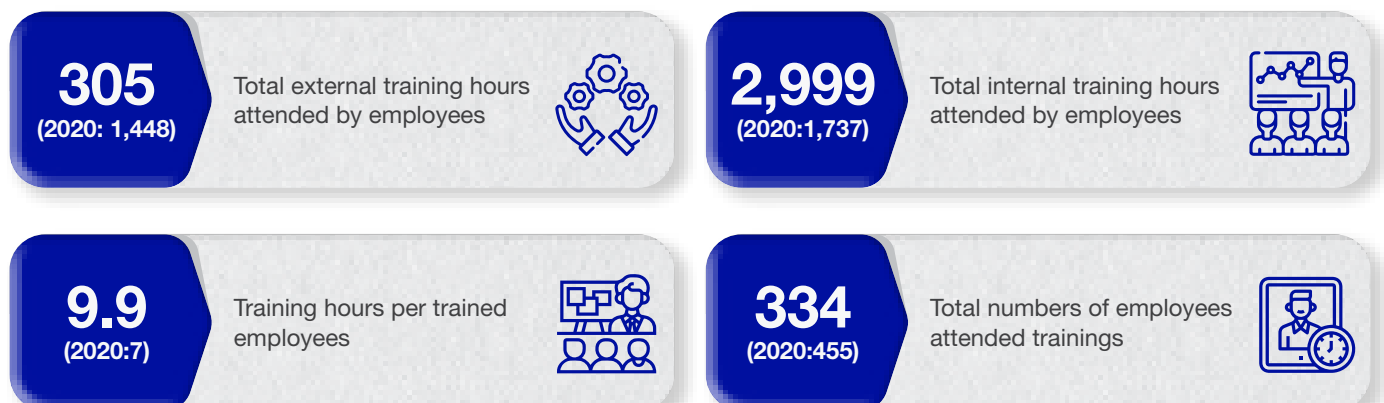 305
(2020: 1,448)
Total external training hours
attended by employees
2,999
(2020:1,737)
Total internal training hours
attended by employees
9.9
(2020:7)
Training hours per trained
employees
334
(2020:455)
Total numbers of employees
attended trainings